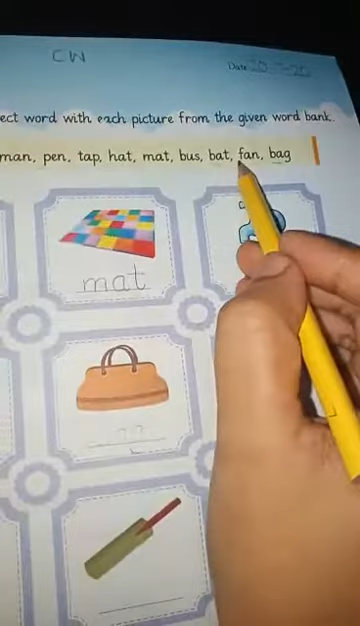 CW
Date
ect word with each picture from the given word bank.
man, pen, tap, hat, mat, bus, bat, fan, bag
mat